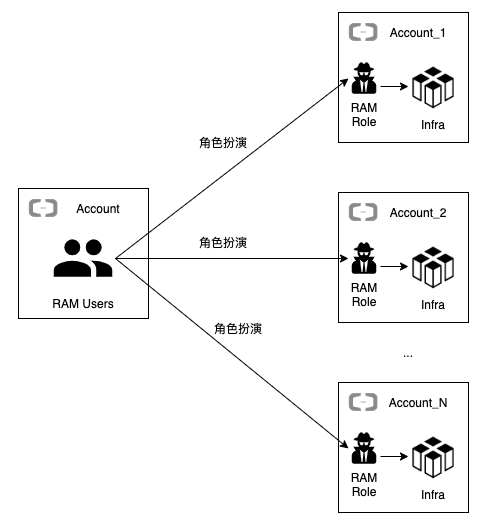 Account_1
RAM
Role
Infra
角色扮演
Account
RAM Users
角色扮演
Account_2
RAM
Role
Infra
角色扮演
...
Account_N
RAM
Role
Infra